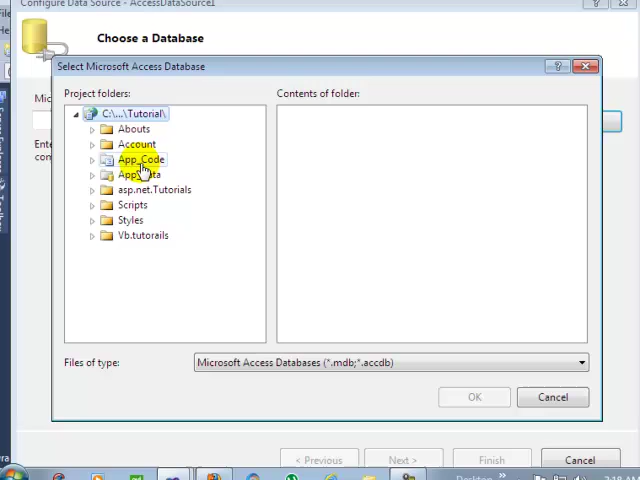 Configure Data Source - AccessDataSource1
Choose a Database
Select Microsoft Access Database
Project folders:
Contents of folder:
C:\...\Tutorial\
Abouts
Account
App_Code
App_Data
asp.net.Tutorials
Scripts
Styles
Vb.tutorails
Files of type:
Microsoft Access Databases (*.mdb;*.accdb)
OK
Cancel
< Previous
Next >
Finish
Cancel
Desktop